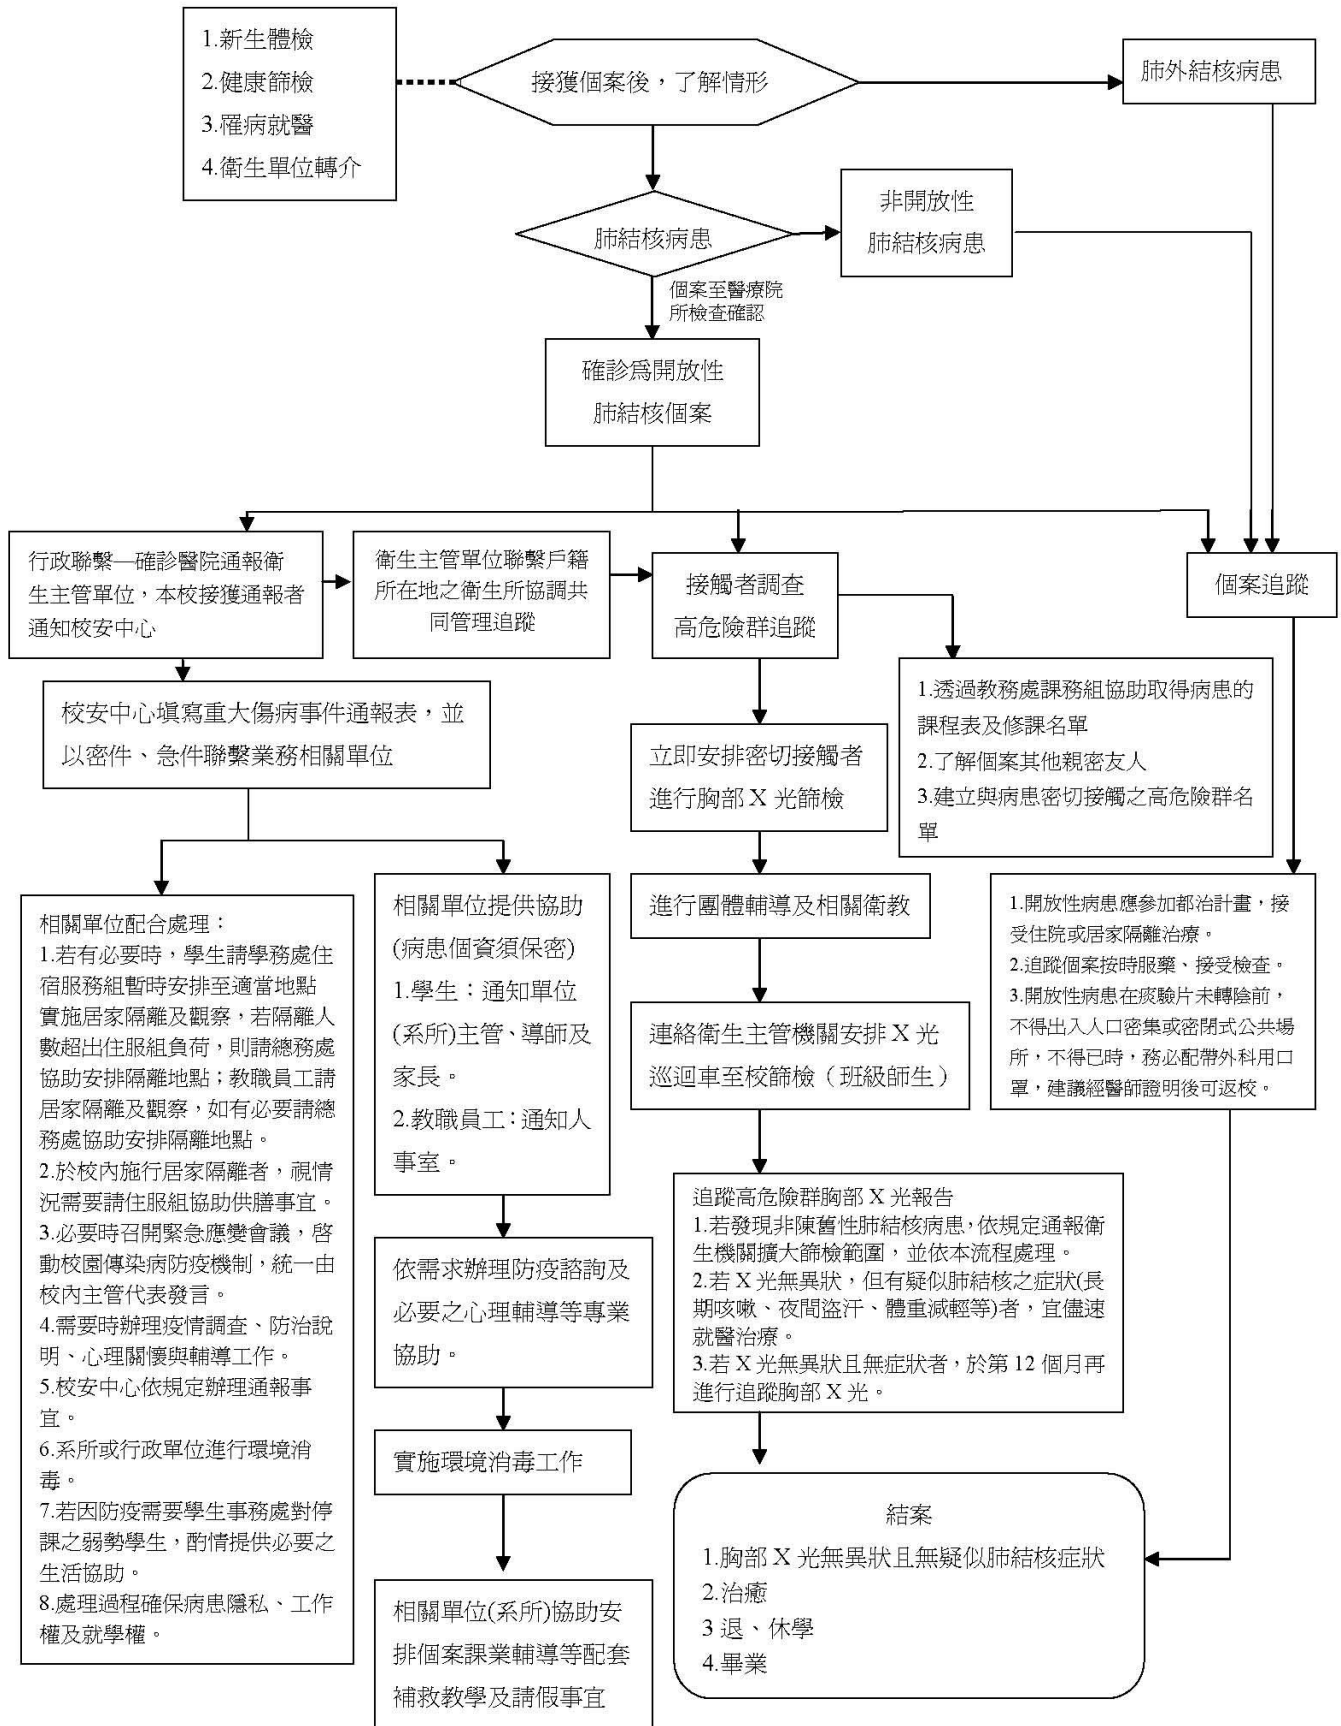 1.新生體檢
2.健康篩檢
3.罹病就醫
4.衛生單位轉介
接獲個案後，了解情形
肺外結核病患
肺結核病患
非開放性
肺結核病患
個案至醫療院
所檢查確認
確診爲開放性
肺結核個案
行政聯繫—確診醫院通報衛
生主管單位，本校接獲通報者
通知校安中心
衛生主管單位聯繫戶籍
所在地之衛生所協調共
同管理追蹤
接觸者調查
高危險群追蹤
個案追蹤
校安中心填寫重大傷病事件通報表，並
以密件、急件聯繫業務相關單位
立即安排密切接觸者
進行胸部 X 光篩檢
1.透過教務處課務組協助取得病患的
課程表及修課名單
2.了解個案其他親密友人
3.建立與病患密切接觸之高危險群名
單
相關單位配合處理：
1.若有必要時，學生請學務處住
宿服務組暫時安排至適當地點
實施居家隔離及觀察，若隔離人
數超出住服組負荷，則請總務處
協助安排隔離地點；教職員工請
居家隔離及觀察，如有必要請總
務處協助安排隔離地點。
2.於校內施行居家隔離者，視情
況需要請住服組協助供膳事宜。
3.必要時召開緊急應變會議，啓
動校園傳染病防疫機制，統一由
校內主管代表發言。
4.需要時辦理疫情調查、防治說
明、心理關懷與輔導工作。
5.校安中心依規定辦理通報事
宜。
6.系所或行政單位進行環境消
毒。
7.若因防疫需要學生事務處對停
課之弱勢學生，酌情提供必要之
生活協助。
8.處理過程確保病患隱私、工作
權及就學權。
相關單位提供協助
(病患個資須保密)
1.學生：通知單位
(系所)主管、導師及
家長。
2.教職員工：通知人
事室。
依需求辦理防疫諮詢及
必要之心理輔導等專業
協助。
實施環境消毒工作
相關單位(系所)協助安
排個案課業輔導等配套
補救教學及請假事宜
進行團體輔導及相關衛教
連絡衛生主管機關安排 X 光
巡迴車至校篩檢（班級師生）
追蹤高危險群胸部 X 光報告
1.若發現非陳舊性肺結核病患，依規定通報衛
生機關擴大篩檢範圍，並依本流程處理。
2.若 X 光無異狀，但有疑似肺結核之症狀(長
期咳嗽、夜間盜汗、體重減輕等)者，宜儘速
就醫治療。
3.若 X 光無異狀且無症狀者，於第 12 個月再
進行追蹤胸部 X 光。
1.開放性病患應參加都治計畫，接
受住院或居家隔離治療。
2.追蹤個案按時服藥、接受檢查。
3.開放性病患在痰驗片未轉陰前，
不得出入人口密集或密閉式公共場
所，不得已時，務必配帶外科用口
罩，建議經醫師證明後可返校。
結案
1.胸部 X 光無異狀且無疑似肺結核症狀
2.治癒
3 退、休學
4.畢業